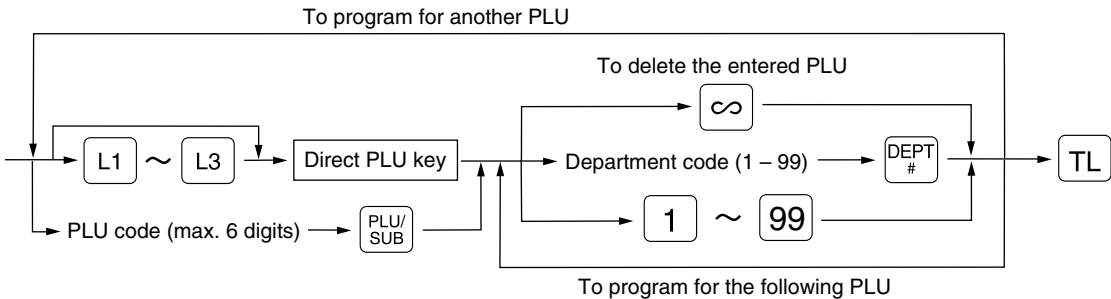 To program for another PLU
To delete the entered PLU
∞
L1 ~ L3 Direct PLU key Department code (1 – 99) DEPT
# TL
PLU code (max. 6 digits) PLU/
SUB 1 ~ 99
To program for the following PLU